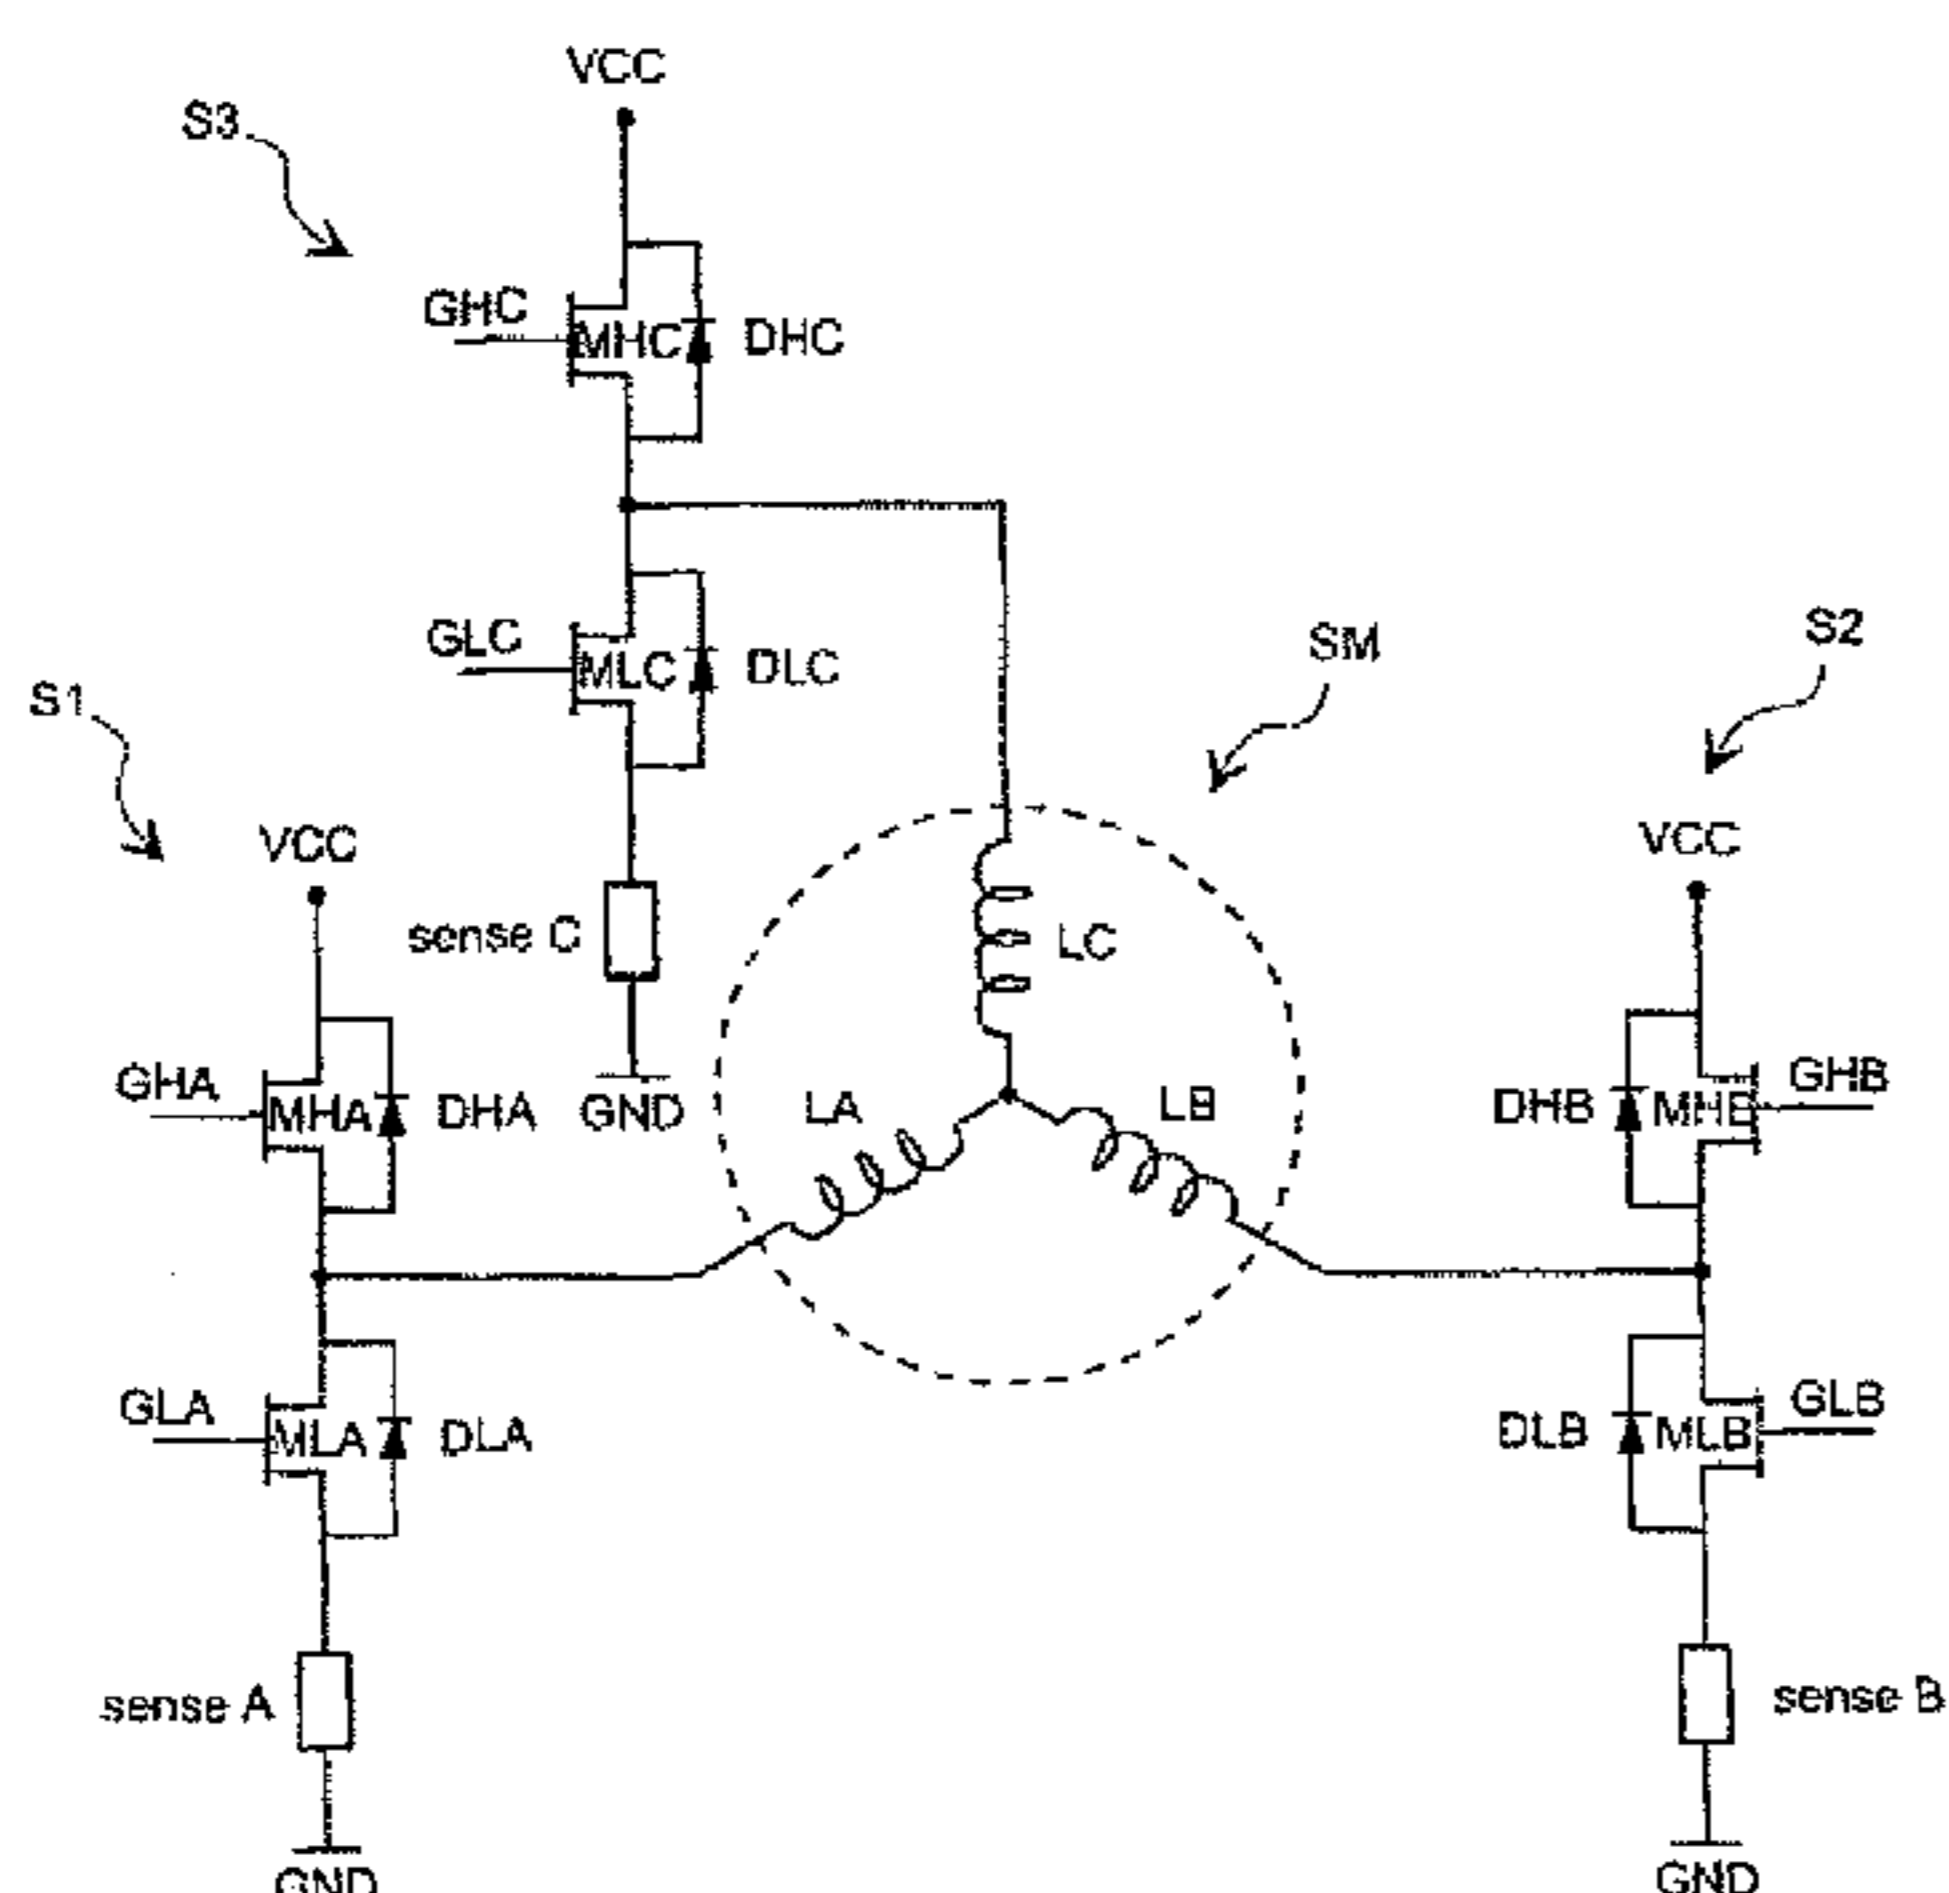 VCC
S3
GHC
MHC
DHC
GLC
MLC
DLC
SM
S2
S1
VCC
VCC
sense C
LC
GHA
MHA
DHA
GND
LA
LB
DHB
MHB
GHB
GLA
MLA
DLA
DLB
MLB
GLB
sense A
sense B
GND
GND